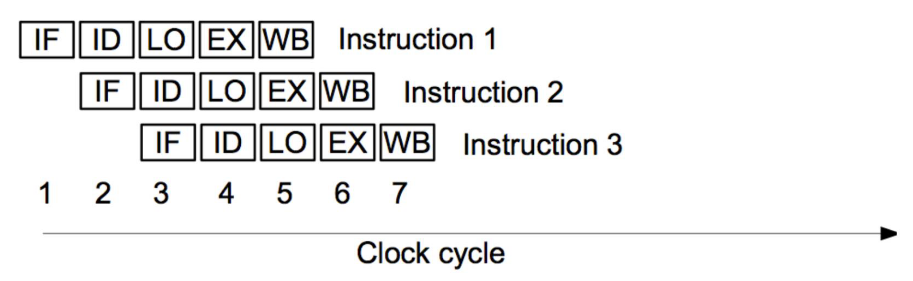 IF ID LO EX WB Instruction 1
IF ID LO EX WB Instruction 2
IF ID LO EX WB Instruction 3
1 2 3 4 5 6 7
Clock cycle